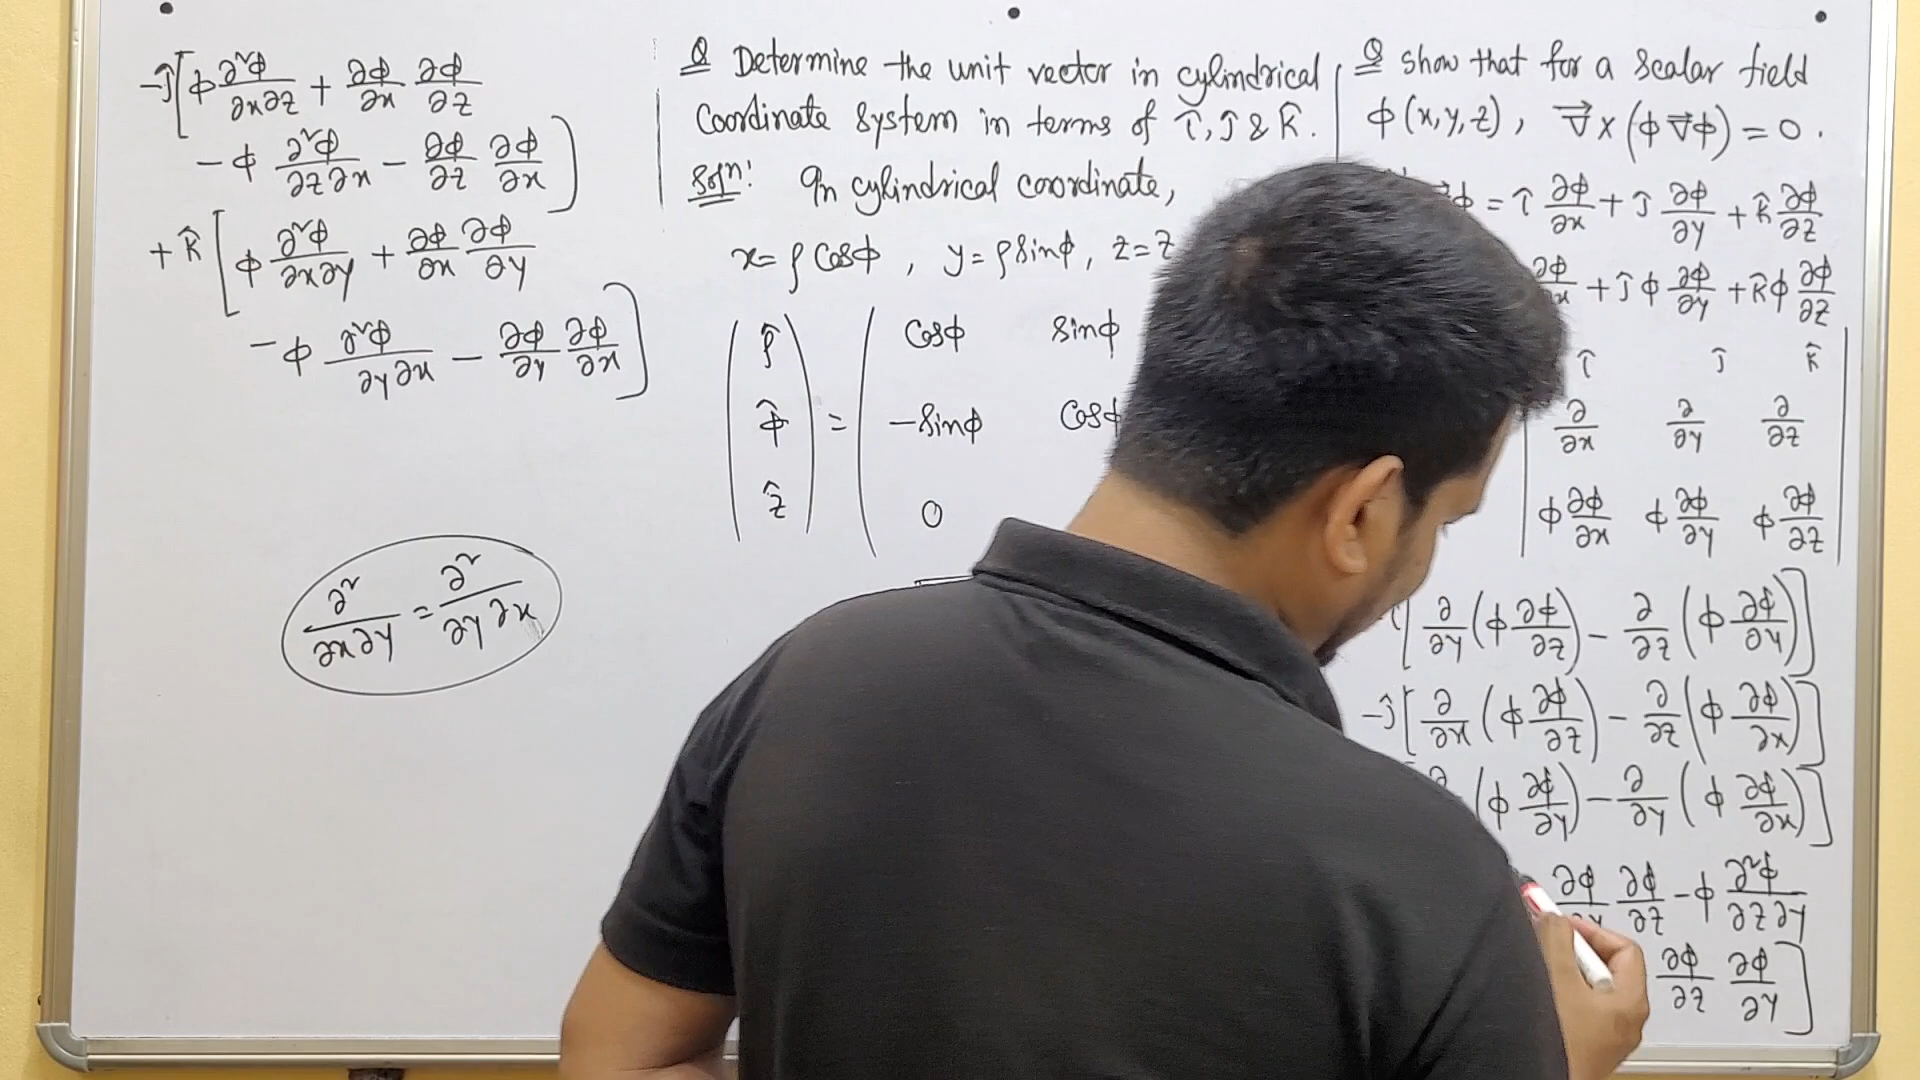 -ĵ[φ ∂²φ/∂x∂z + ∂φ/∂x ∂φ/∂z
- φ ∂²φ/∂z∂x - ∂φ/∂z ∂φ/∂x]
+ k̂[φ ∂²φ/∂x∂y + ∂φ/∂x ∂φ/∂y
- φ ∂²φ/∂y∂x - ∂φ/∂y ∂φ/∂x]
∂²/∂x∂y = ∂²/∂y∂x
Q Determine the unit vector in cylindrical
Coordinate System in terms of î, ĵ & k̂.
Solⁿ: In cylindrical coordinate,
x = ρ Cosφ, y = ρ Sinφ, z = z
(ρ̂ ( Cosφ Sinφ
φ̂ = -Sinφ Cosφ
ẑ) 0
Q Show that for a Scalar field
φ(x,y,z), ∇⃗ × (φ ∇⃗φ) = 0.
φ = î ∂φ/∂x + ĵ ∂φ/∂y + k̂ ∂φ/∂z
∂φ/∂x + ĵ φ ∂φ/∂y + k̂ φ ∂φ/∂z
| î ĵ k̂ |
| ∂/∂x ∂/∂y ∂/∂z |
| φ ∂φ/∂x φ ∂φ/∂y φ ∂φ/∂z |
[∂/∂y (φ ∂φ/∂z) - ∂/∂z (φ ∂φ/∂y)]
-ĵ[∂/∂x (φ ∂φ/∂z) - ∂/∂z (φ ∂φ/∂x)]
(φ ∂φ/∂y) - ∂/∂y (φ ∂φ/∂x)]
∂φ/∂y ∂φ/∂z - φ ∂²φ/∂z∂y
∂φ/∂z ∂φ/∂y]